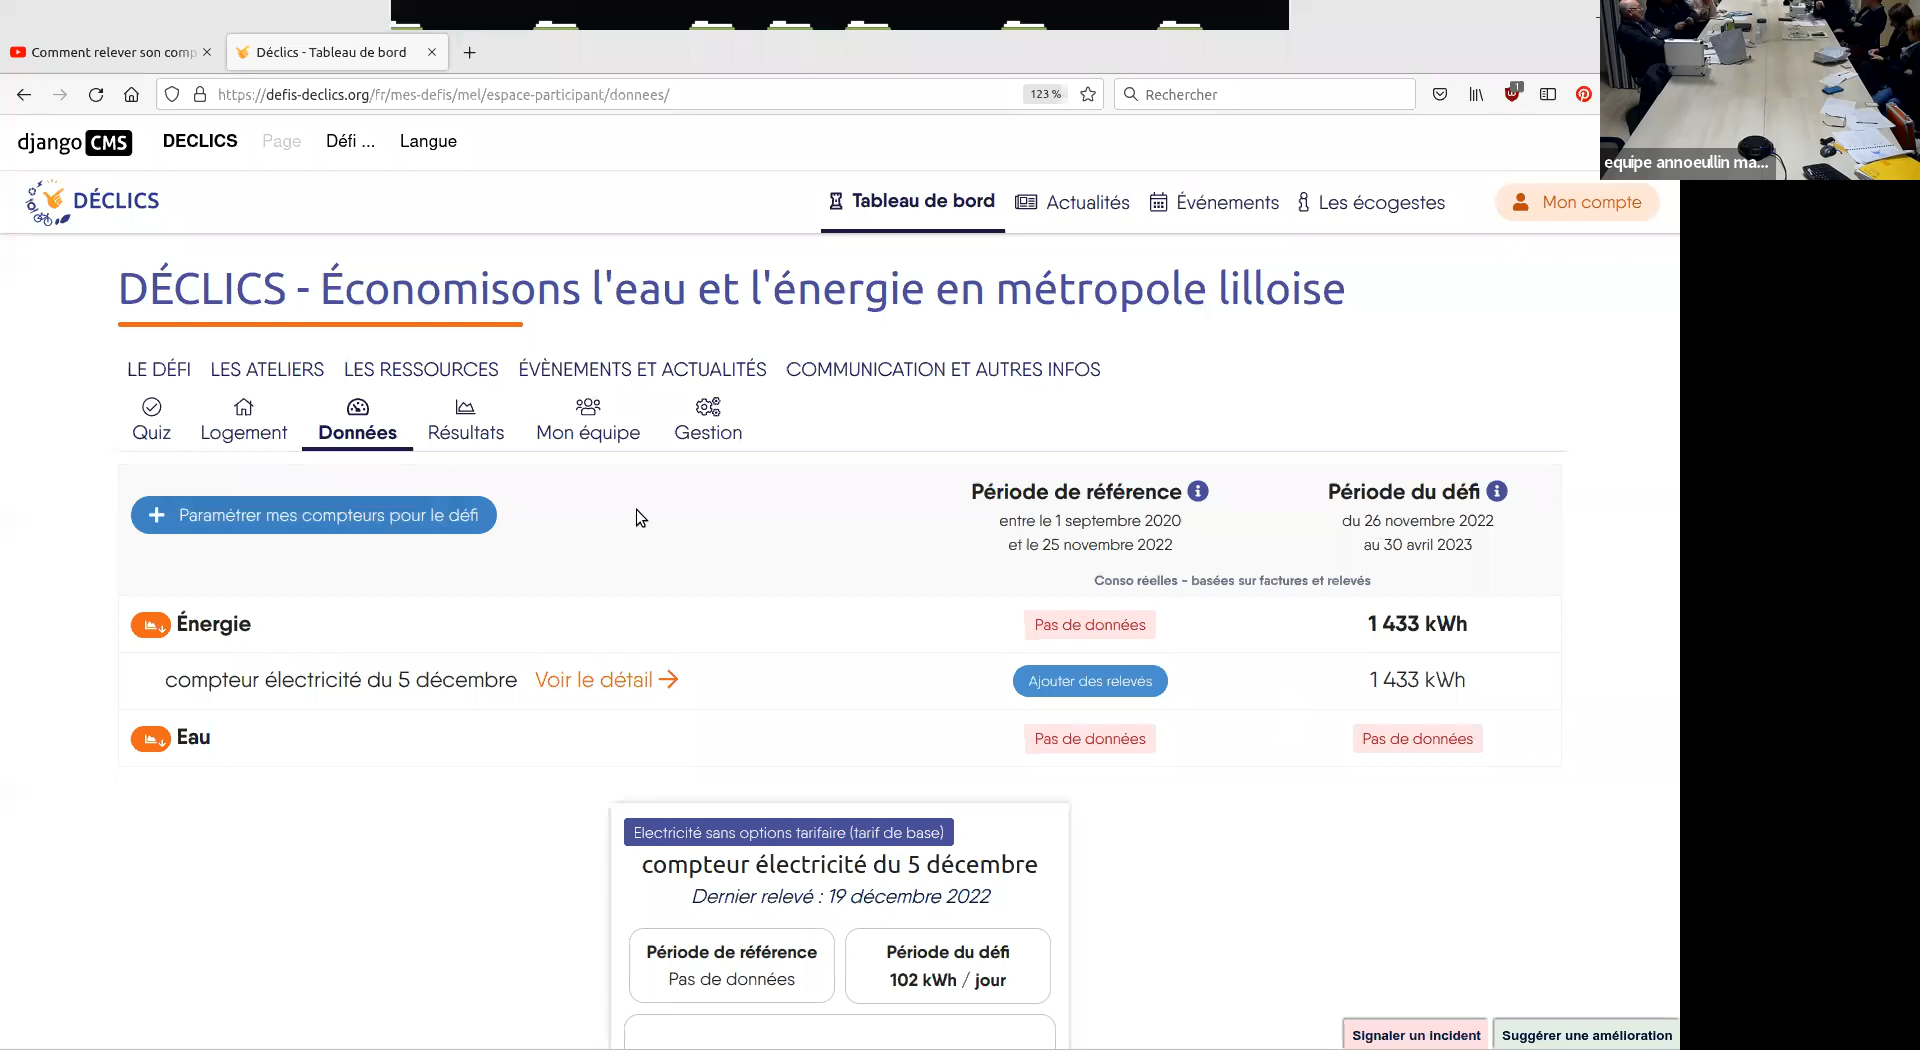 Comment relever son comp
Déclics - Tableau de bord
https://defis-declics.org/fr/mes-defis/mel/espace-participant/donnees/
123 %
Rechercher
1
equipe annoeullin ma...
django CMS
DECLICS
Page
Défi ...
Langue
DÉCLICS
Tableau de bord
Actualités
Événements
Les écogestes
Mon compte
DÉCLICS - Économisons l'eau et l'énergie en métropole lilloise
LE DÉFI
LES ATELIERS
LES RESSOURCES
ÉVÈNEMENTS ET ACTUALITÉS
COMMUNICATION ET AUTRES INFOS
Quiz
Logement
Données
Résultats
Mon équipe
Gestion
+ Paramétrer mes compteurs pour le défi
Période de référence
entre le 1 septembre 2020
et le 25 novembre 2022
Période du défi
du 26 novembre 2022
au 30 avril 2023
Conso réelles - basées sur factures et relevés
Énergie
Pas de données
1 433 kWh
compteur électricité du 5 décembre
Voir le détail →
Ajouter des relevés
1 433 kWh
Eau
Pas de données
Pas de données
Electricité sans options tarifaire (tarif de base)
compteur électricité du 5 décembre
Dernier relevé : 19 décembre 2022
Période de référence
Pas de données
Période du défi
102 kWh / jour
Signaler un incident
Suggérer une amélioration